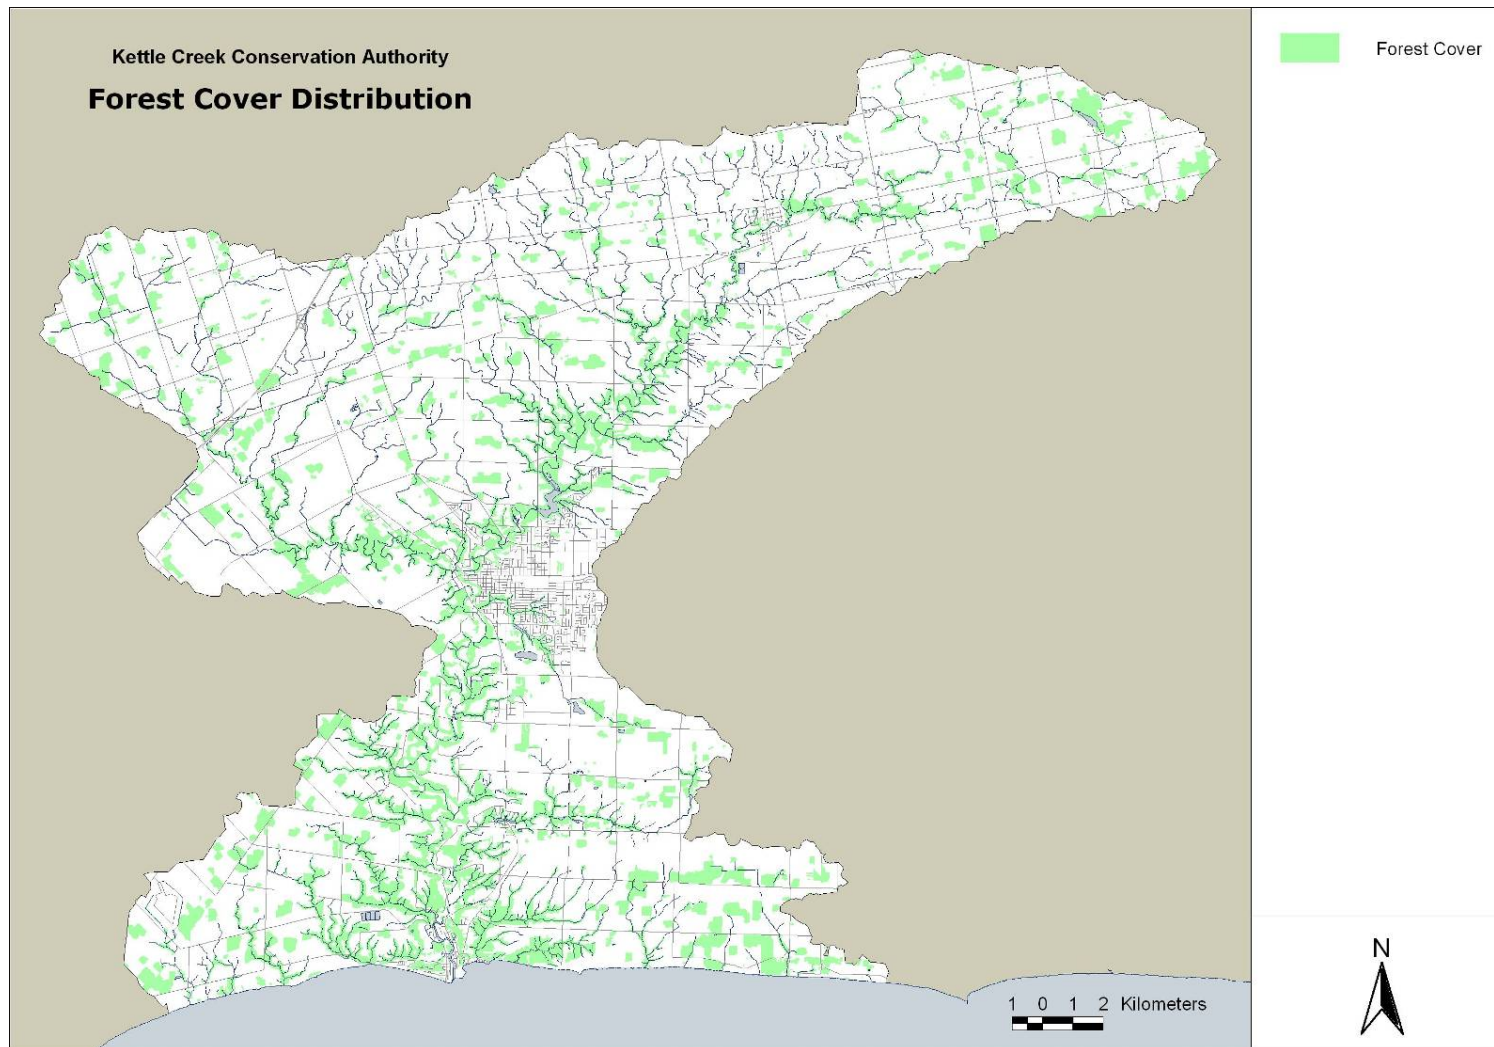 Kettle Creek Conservation Authority
Forest Cover Distribution
Forest Cover
N
1 0 1 2 Kilometers